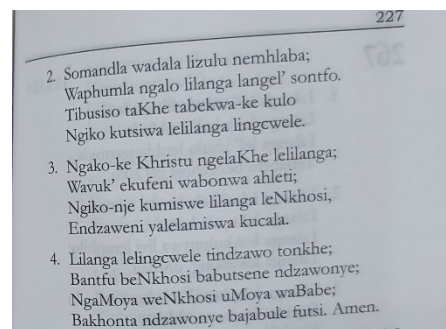 227
2. Somandla wadala lizulu nemhlaba;
Waphumla ngalo lilanga langel' sontfo.
Tibusiso taKhe tabekwa-ke kulo
Ngiko kutsiwa lelilanga lingcwele.
3. Ngako-ke Khristu ngelaKhe lelilanga;
Wavuk' ekufeni wabonwa ahleti;
Ngiko-nje kumiswe lilanga leNkhosi,
Endzaweni yalelamiswa kucala.
4. Lilanga lelingcwele tindzawo tonkhe;
Bantfu beNkhosi babutsene ndzawonye;
NgaMoya weNkhosi uMoya waBabe;
Bakhonta ndzawonye bajabule futsi. Amen.